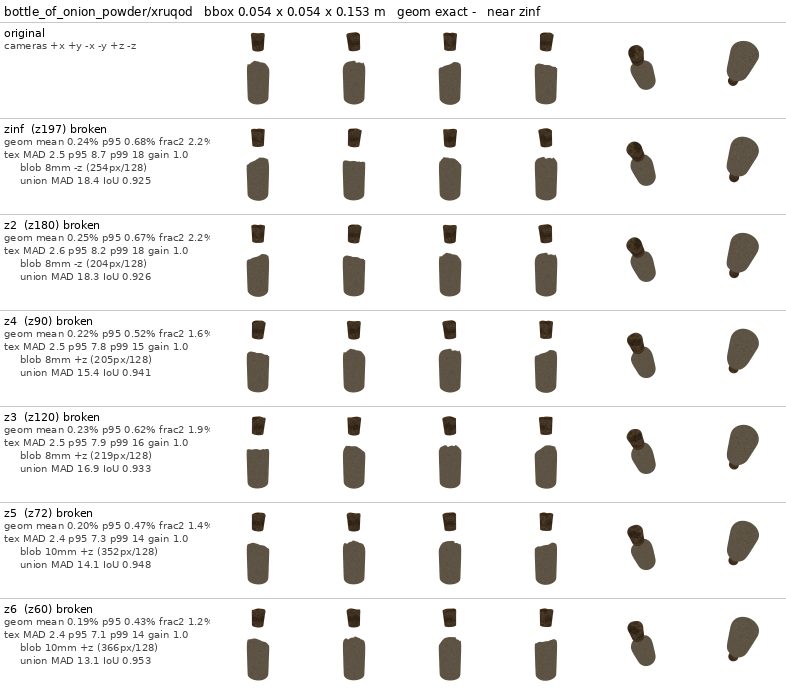 bottle_of_onion_powder/xruqod bbox 0.054 x 0.054 x 0.153 m geom exact - near zinf
original
cameras +x +y -x -y +z -z
zinf (z197) broken
geom mean 0.24% p95 0.68% frac2 2.2%
tex MAD 2.5 p95 8.7 p99 18 gain 1.0
blob 8mm -z (254px/128)
union MAD 18.4 IoU 0.925
z2 (z180) broken
geom mean 0.25% p95 0.67% frac2 2.2%
tex MAD 2.6 p95 8.2 p99 18 gain 1.0
blob 8mm -z (204px/128)
union MAD 18.3 IoU 0.926
z4 (z90) broken
geom mean 0.22% p95 0.52% frac2 1.6%
tex MAD 2.5 p95 7.8 p99 15 gain 1.0
blob 8mm +z (205px/128)
union MAD 15.4 IoU 0.941
z3 (z120) broken
geom mean 0.23% p95 0.62% frac2 1.9%
tex MAD 2.5 p95 7.9 p99 16 gain 1.0
blob 8mm +z (219px/128)
union MAD 16.9 IoU 0.933
z5 (z72) broken
geom mean 0.20% p95 0.47% frac2 1.4%
tex MAD 2.4 p95 7.3 p99 14 gain 1.0
blob 10mm +z (352px/128)
union MAD 14.1 IoU 0.948
z6 (z60) broken
geom mean 0.19% p95 0.43% frac2 1.2%
tex MAD 2.4 p95 7.1 p99 14 gain 1.0
blob 10mm +z (366px/128)
union MAD 13.1 IoU 0.953